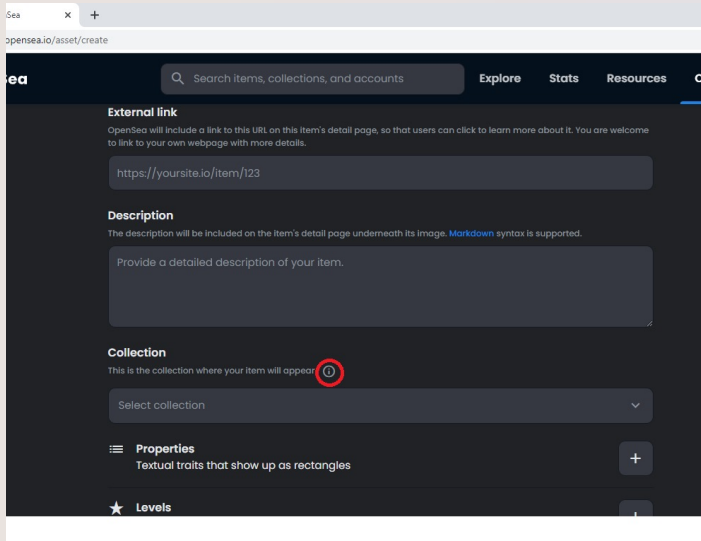 Sea
opensea.io/asset/create
Sea
Search items, collections, and accounts
Explore
Stats
Resources
External link
OpenSea will include a link to this URL on this item's detail page, so that users can click to learn more about it. You are welcome
to link to your own webpage with more details.
https://yoursite.io/item/123
Description
The description will be included on the item's detail page underneath its image. Markdown syntax is supported.
Provide a detailed description of your item.
Collection
This is the collection where your item will appear.
Select collection
Properties
Textual traits that show up as rectangles
Levels